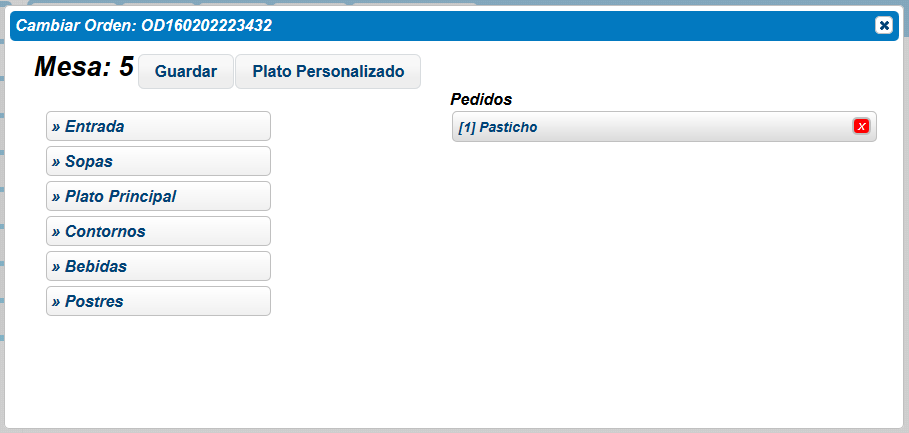 Cambiar Orden: OD160202223432
Mesa: 5 Guardar Plato Personalizado
Pedidos
[1] Pasticho x
» Entrada
» Sopas
» Plato Principal
» Contornos
» Bebidas
» Postres